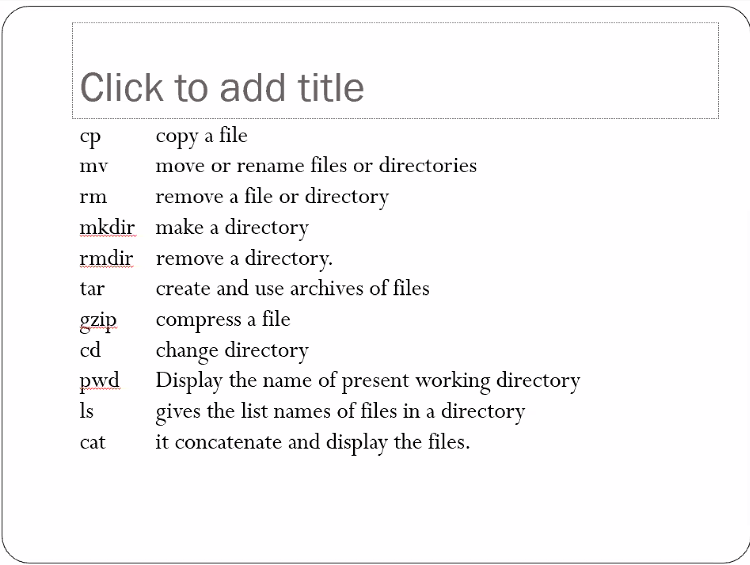 Click to add title
cp copy a file
mv move or rename files or directories
rm remove a file or directory
mkdir make a directory
rmdir remove a directory.
tar create and use archives of files
gzip compress a file
cd change directory
pwd Display the name of present working directory
ls gives the list names of files in a directory
cat it concatenate and display the files.